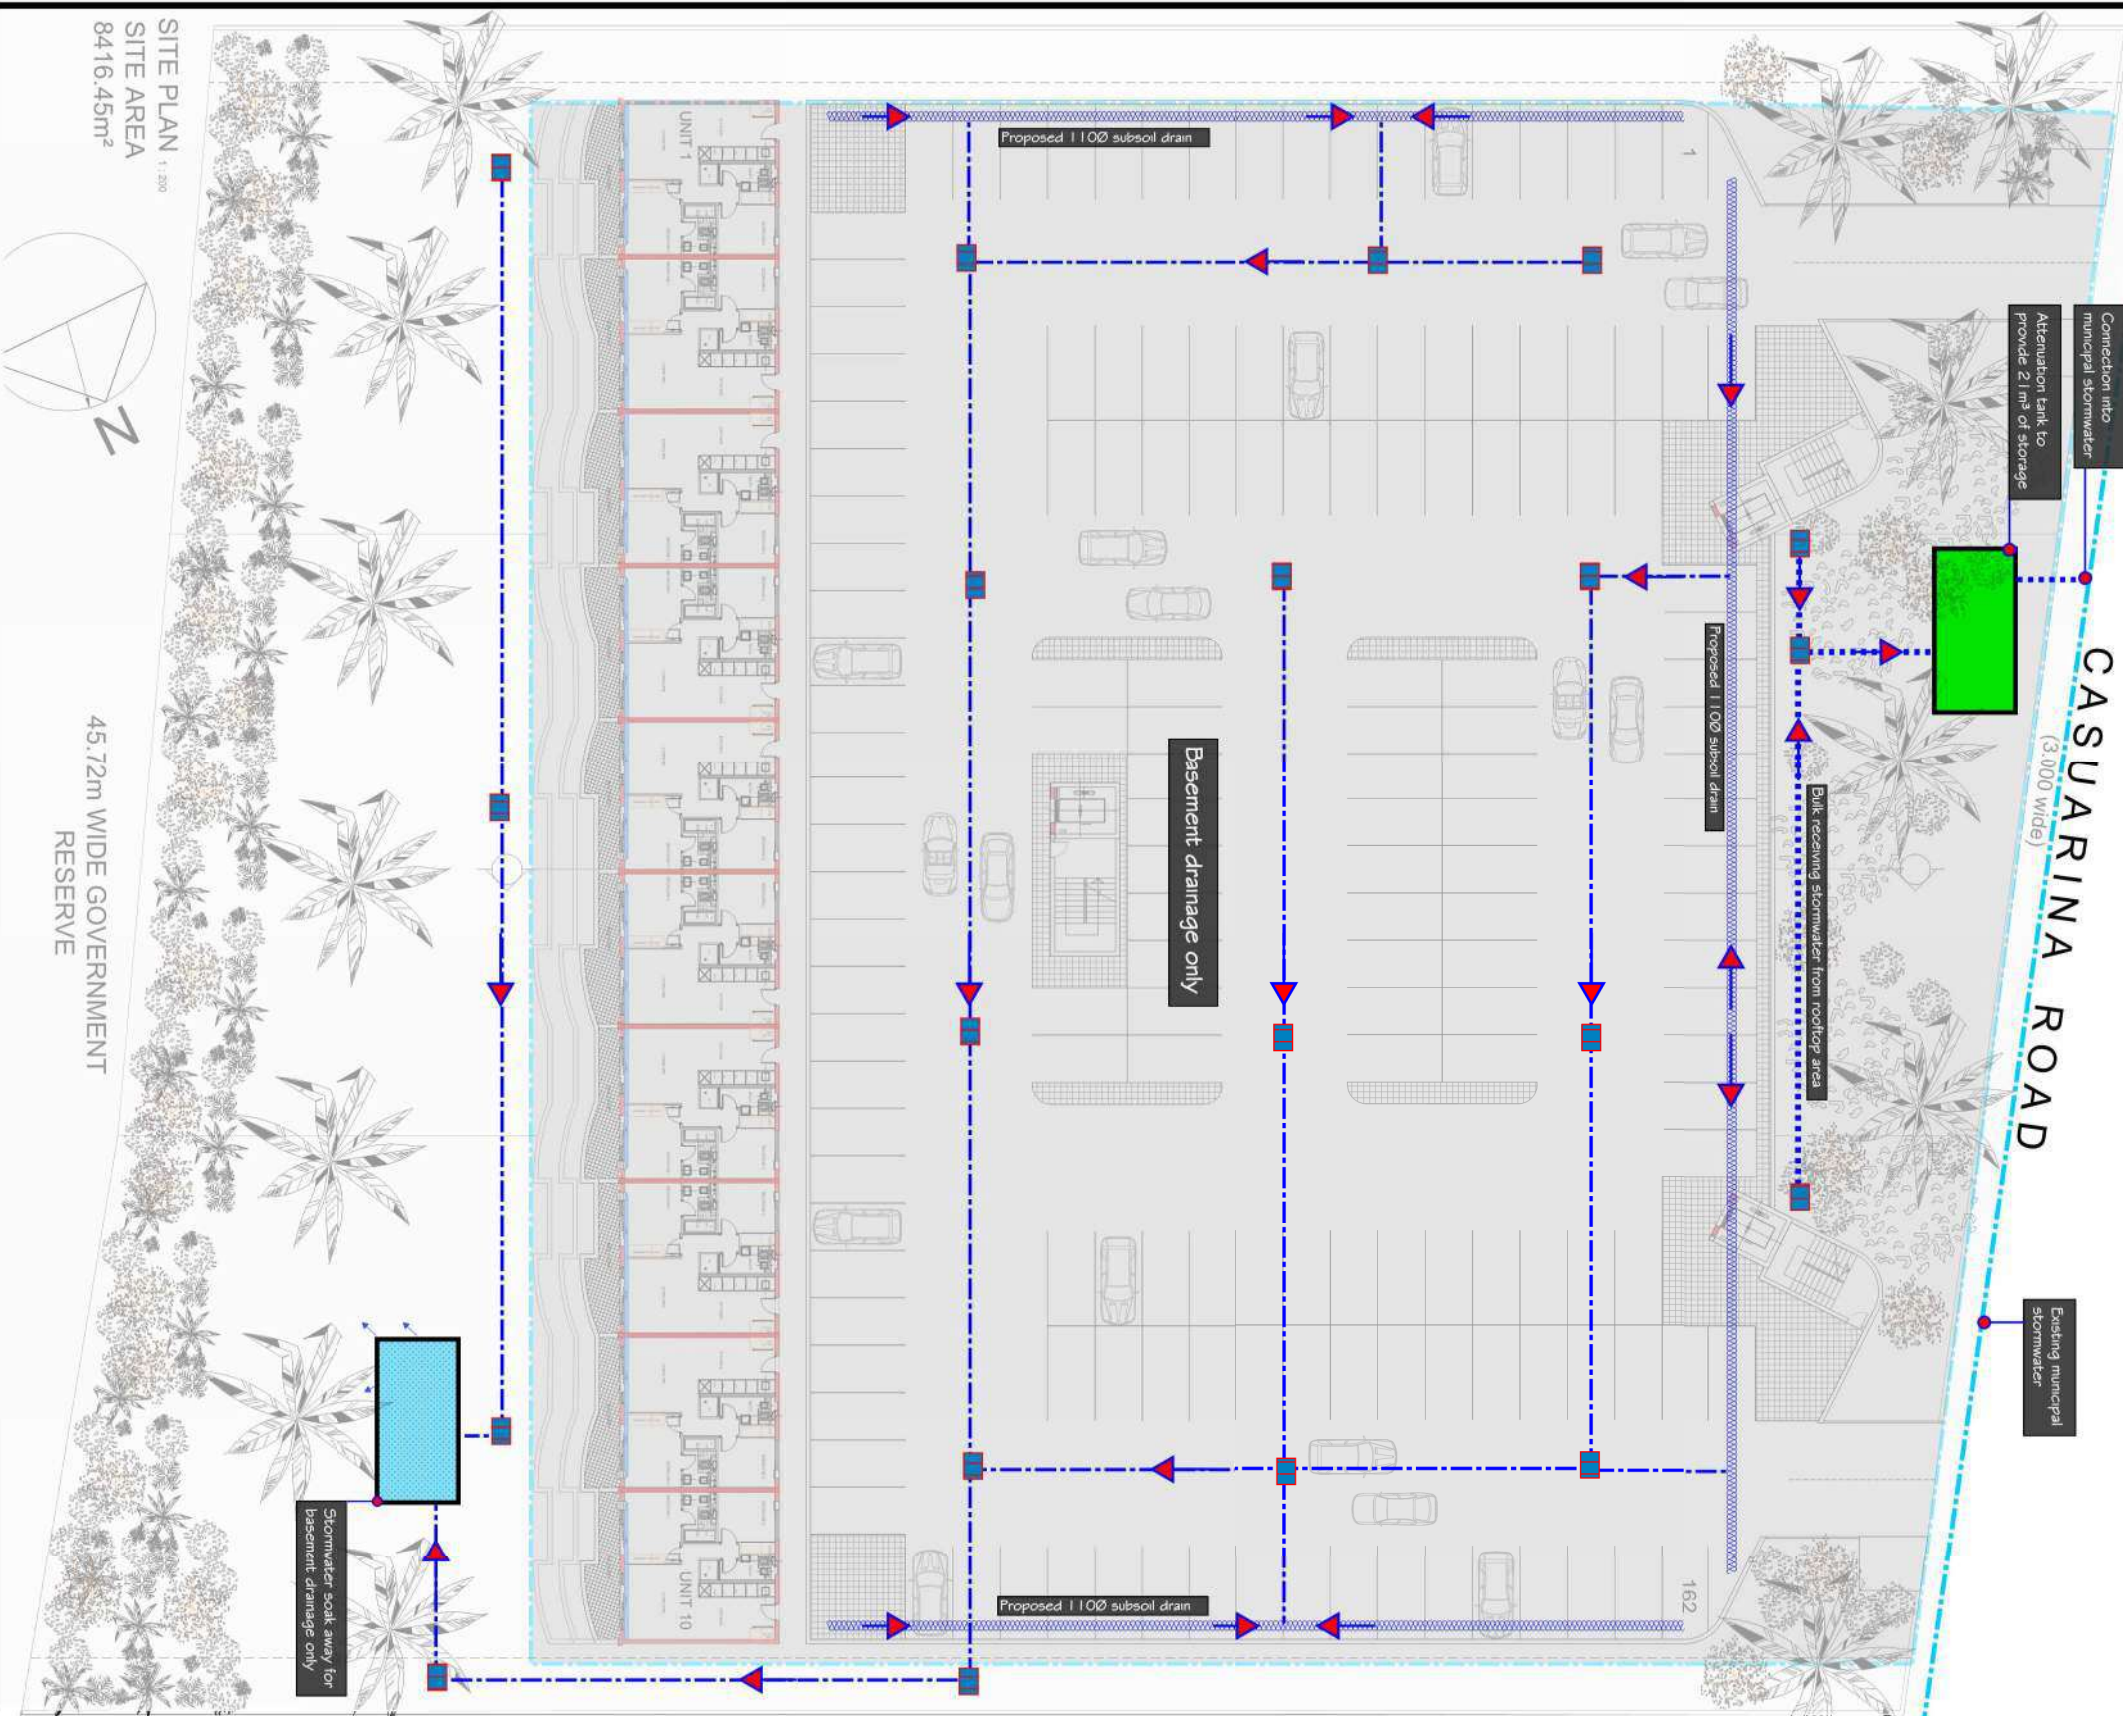 SITE PLAN 1:200
SITE AREA
8416.45m²
N
45.72m WIDE GOVERNMENT
RESERVE
UNIT 1
UNIT 10
Proposed 110Ø subsoil drain
1
Connection into
municipal stormwater
Attenuation tank to
provide 21m³ of storage
CASUARINA ROAD
(3.000 wide)
Proposed 110Ø subsoil drain
Bulk receiving stormwater from rooftop area
Basement drainage only
Existing municipal
stormwater
162
Proposed 110Ø subsoil drain
Stormwater soak away for
basement drainage only